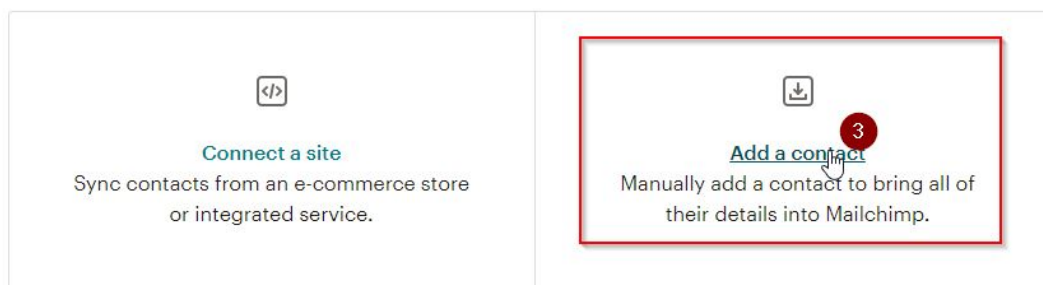 Connect a site
Sync contacts from an e-commerce store
or integrated service.
3
Add a contact
Manually add a contact to bring all of
their details into Mailchimp.